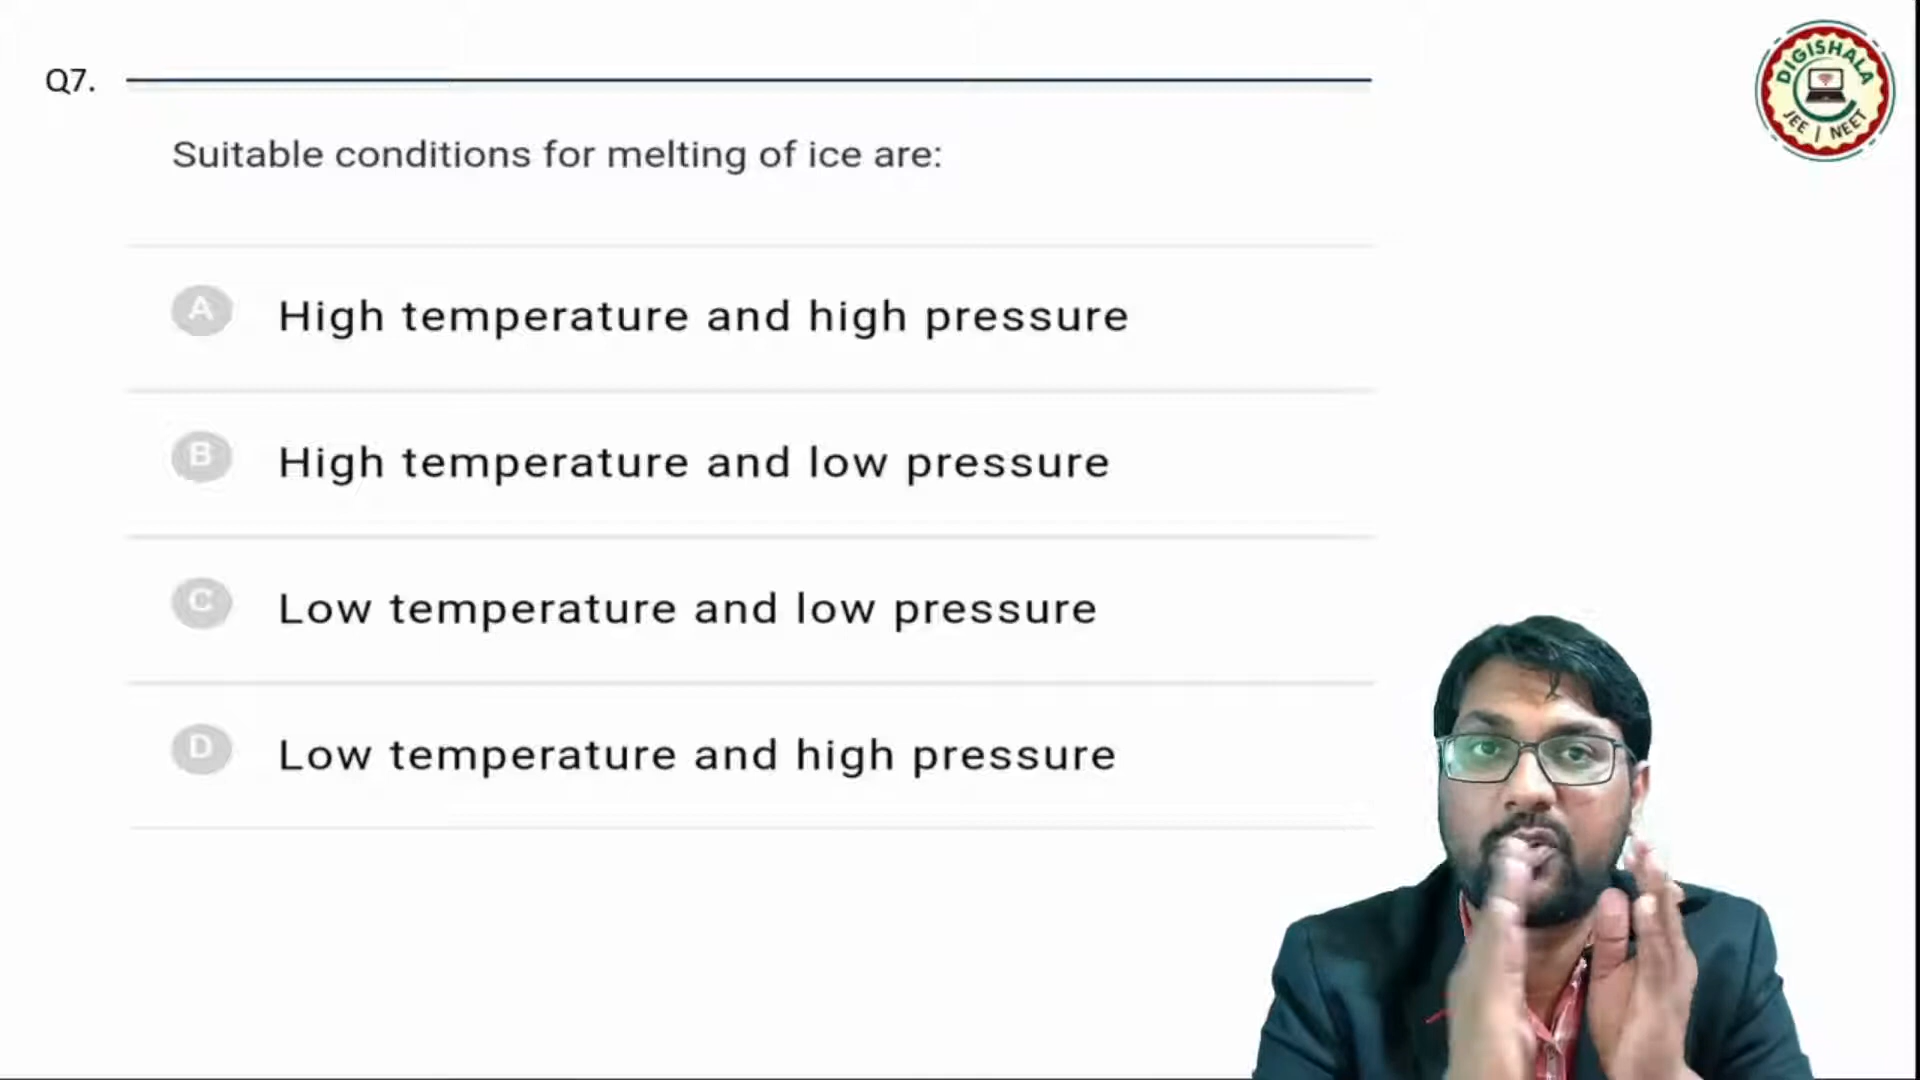 Q7.
DIGISHALA
JEE | NEET
Suitable conditions for melting of ice are:
A High temperature and high pressure
B High temperature and low pressure
C Low temperature and low pressure
D Low temperature and high pressure